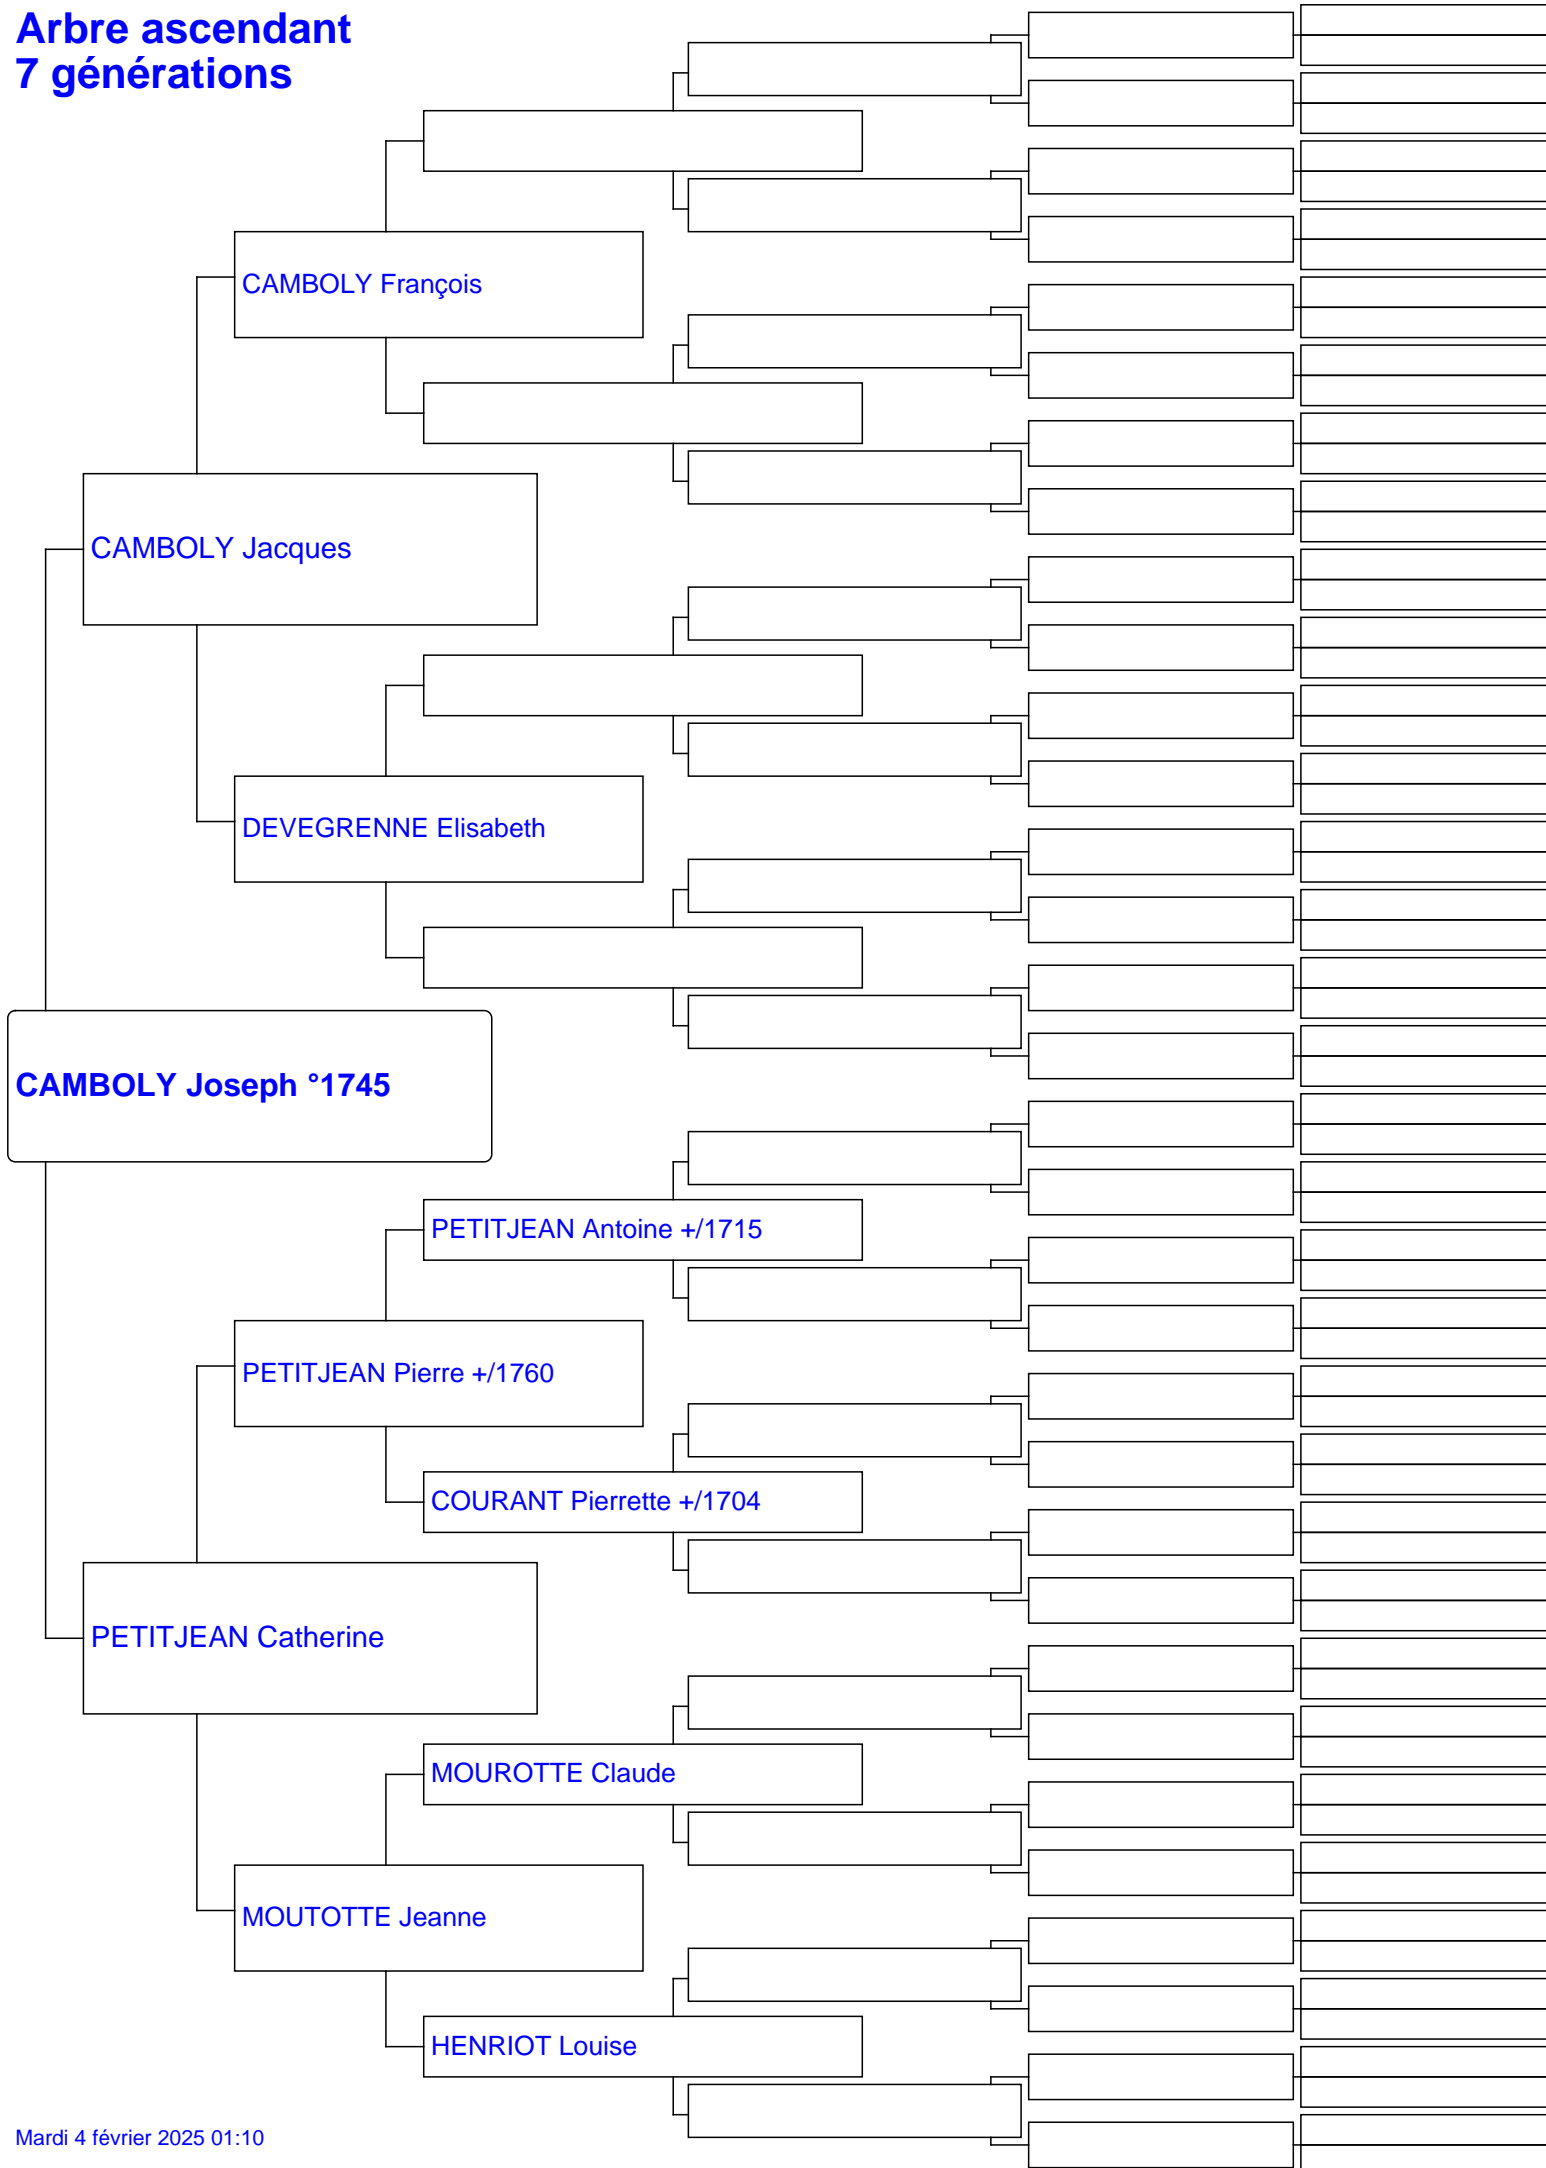 Arbre ascendant
7 générations
CAMBOLY François
CAMBOLY Jacques
DEVEGRENNE Elisabeth
CAMBOLY Joseph °1745
PETITJEAN Antoine +/1715
PETITJEAN Pierre +/1760
COURANT Pierrette +/1704
PETITJEAN Catherine
MOUROTTE Claude
MOUTOTTE Jeanne
HENRIOT Louise
Mardi 4 février 2025 01:10